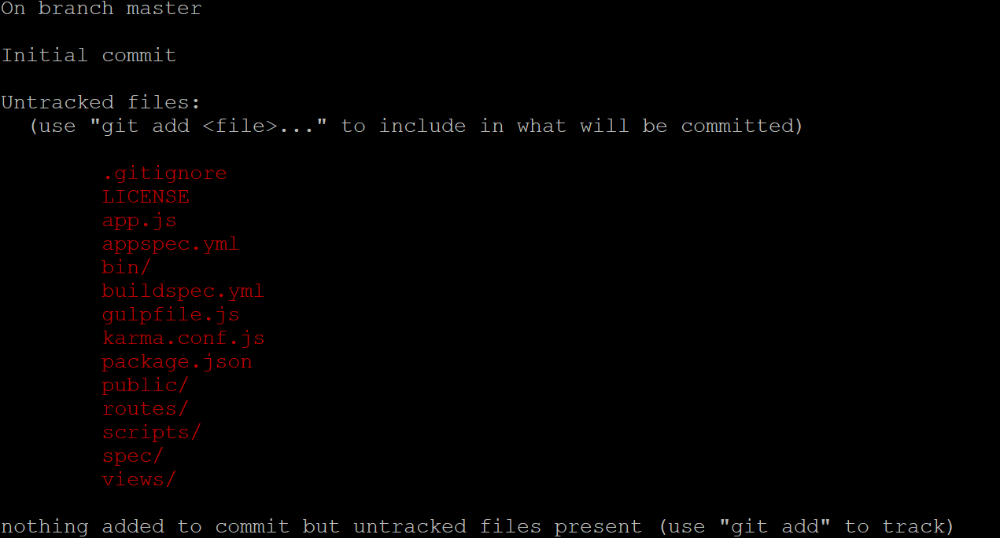 On branch master
Initial commit
Untracked files:
(use "git add <file>..." to include in what will be committed)
.gitignore
LICENSE
app.js
appspec.yml
bin/
buildspec.yml
gulpfile.js
karma.conf.js
package.json
public/
routes/
scripts/
spec/
views/
nothing added to commit but untracked files present (use "git add" to track)